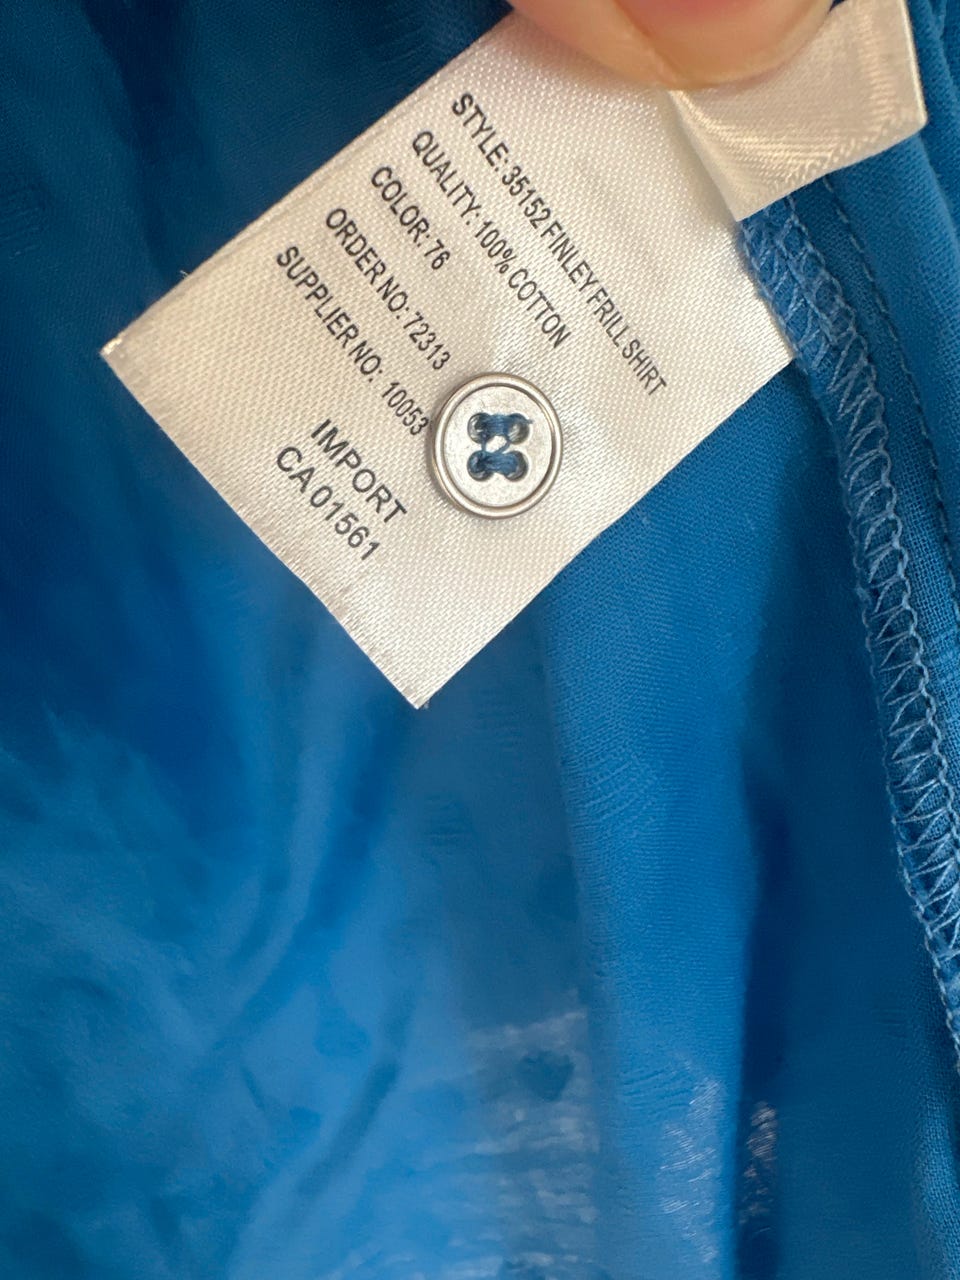 STYLE: 35152 FINLEY FRILL SHIRT
QUALITY: 100% COTTON
COLOR: 76
ORDER NO: 72313
SUPPLIER NO: 10053
IMPORT
CA 01561